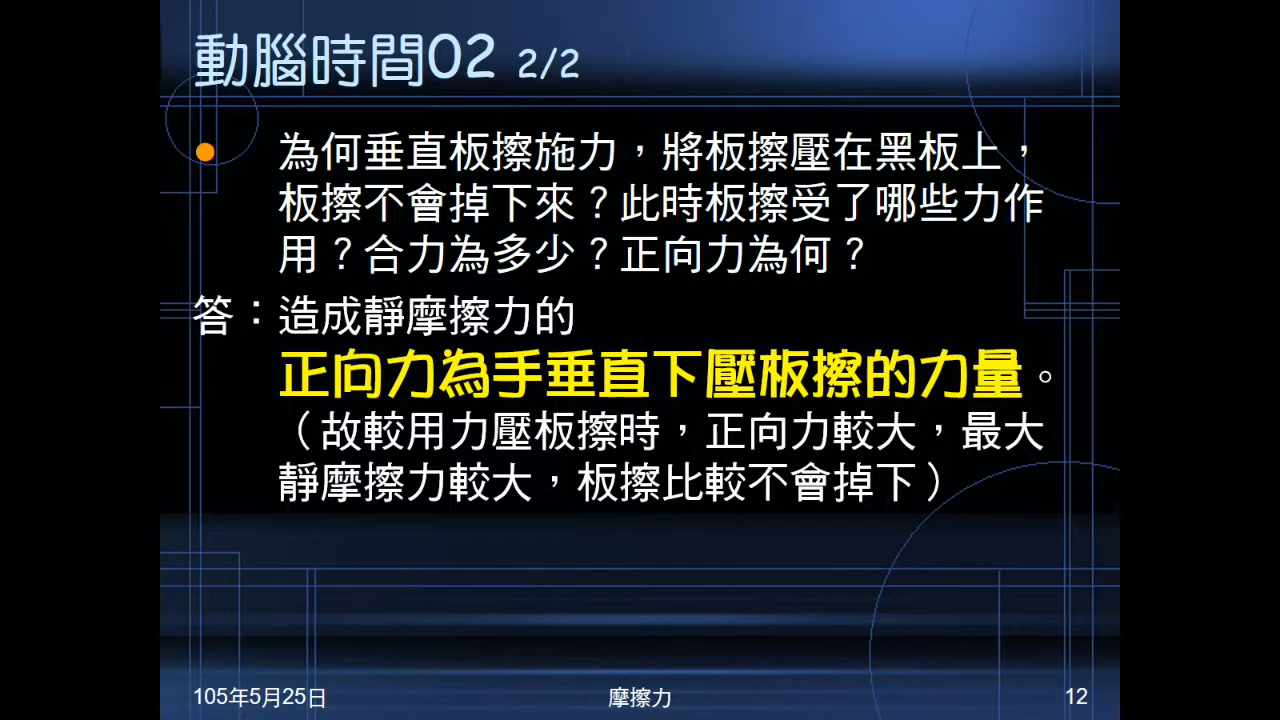 動腦時間02 2/2
為何垂直板擦施力，將板擦壓在黑板上，
板擦不會掉下來？此時板擦受了哪些力作
用？合力為多少？正向力為何？
答：造成靜摩擦力的
正向力為手垂直下壓板擦的力量。
（故較用力壓板擦時，正向力較大，最大
靜摩擦力較大，板擦比較不會掉下）
105年5月25日 摩擦力 12